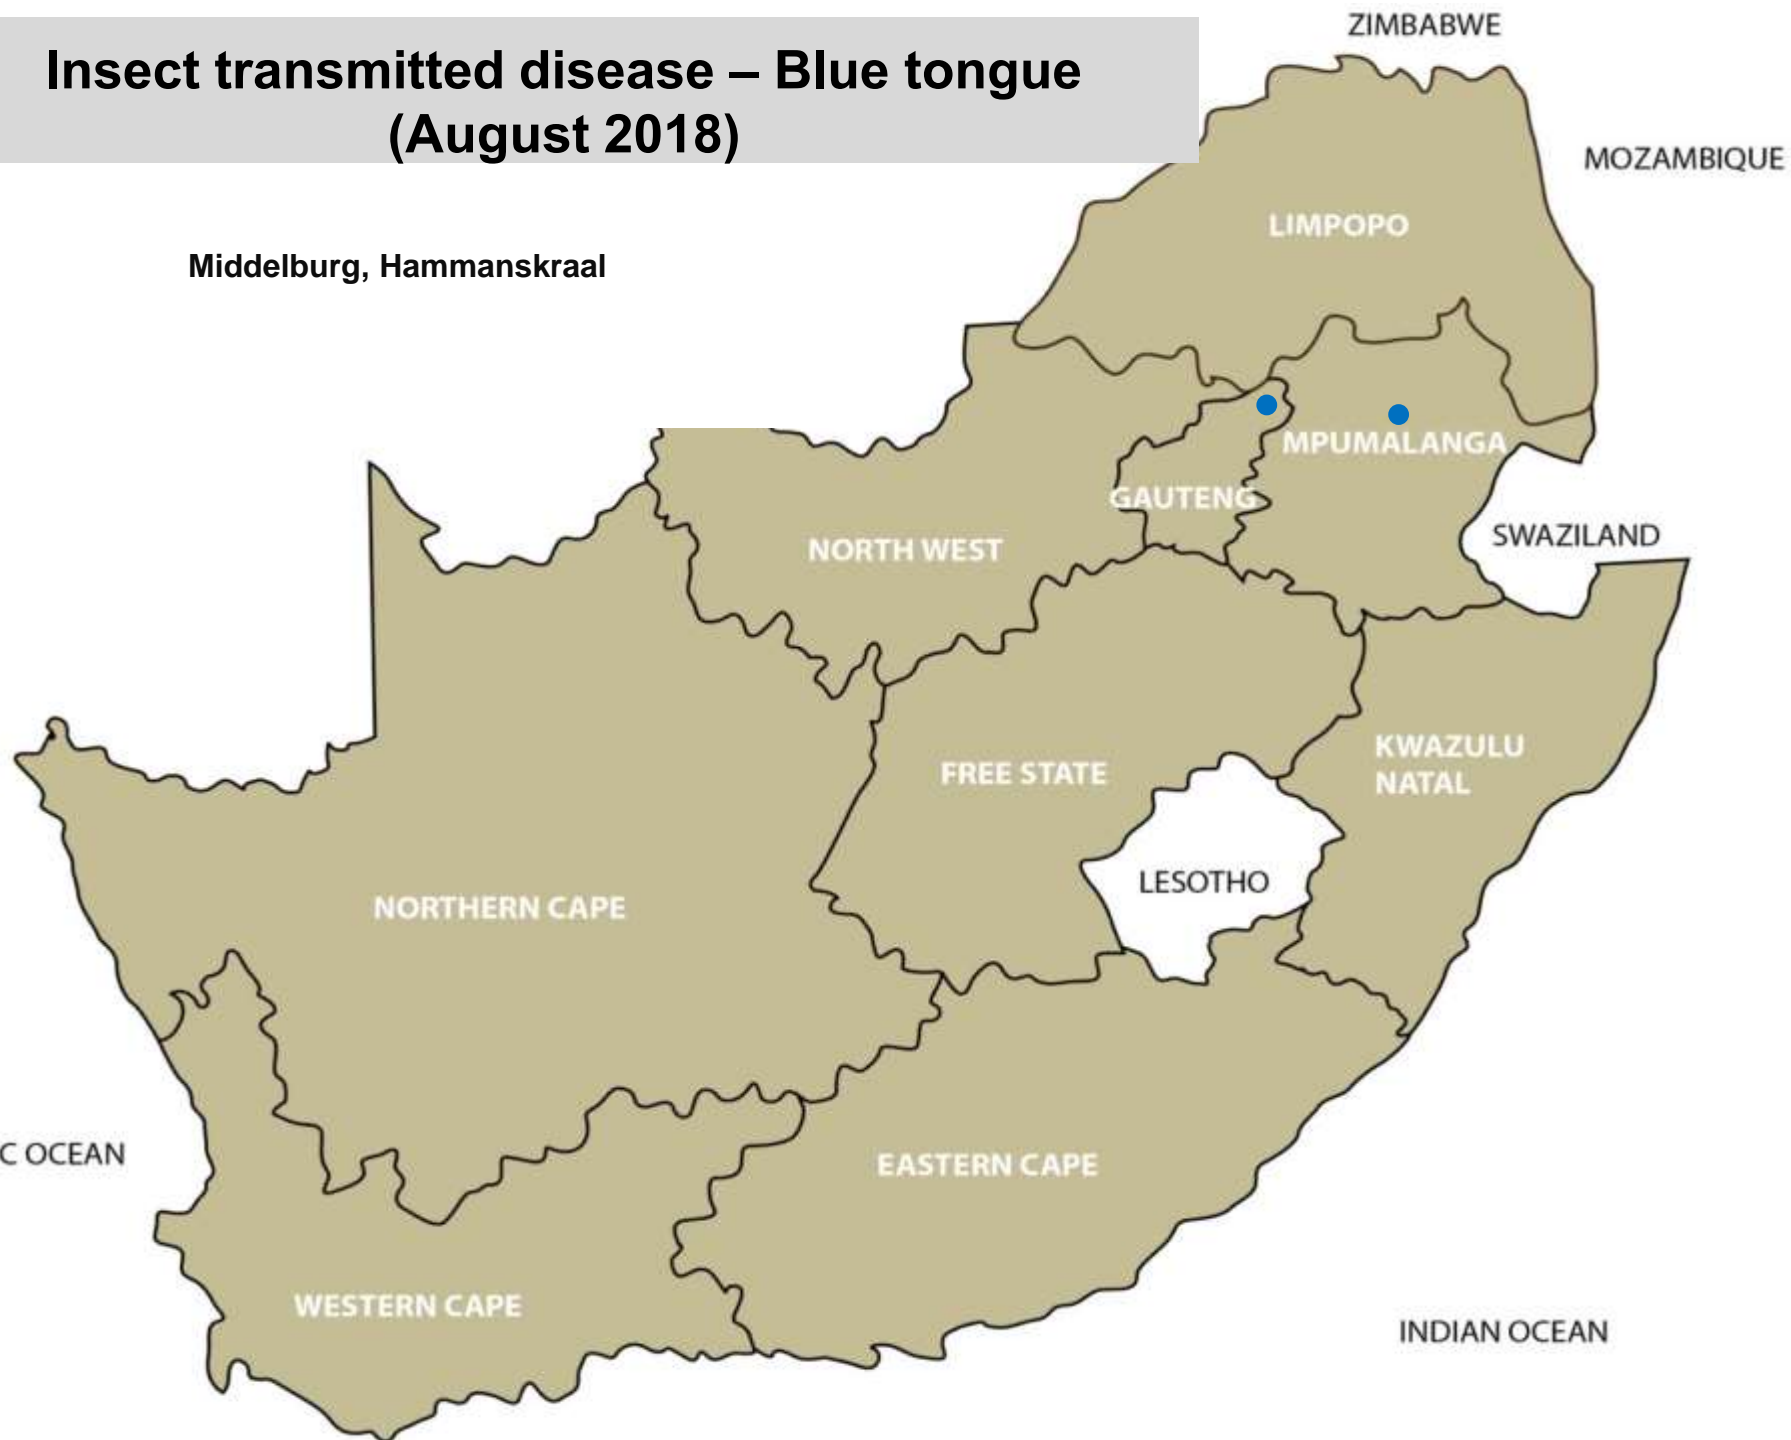 Insect transmitted disease – Blue tongue
(August 2018)
ZIMBABWE
MOZAMBIQUE
LIMPOPO
Middelburg, Hammanskraal
MPUMALANGA
GAUTENG
SWAZILAND
NORTH WEST
KWAZULU
NATAL
FREE STATE
LESOTHO
NORTHERN CAPE
C OCEAN
EASTERN CAPE
WESTERN CAPE
INDIAN OCEAN